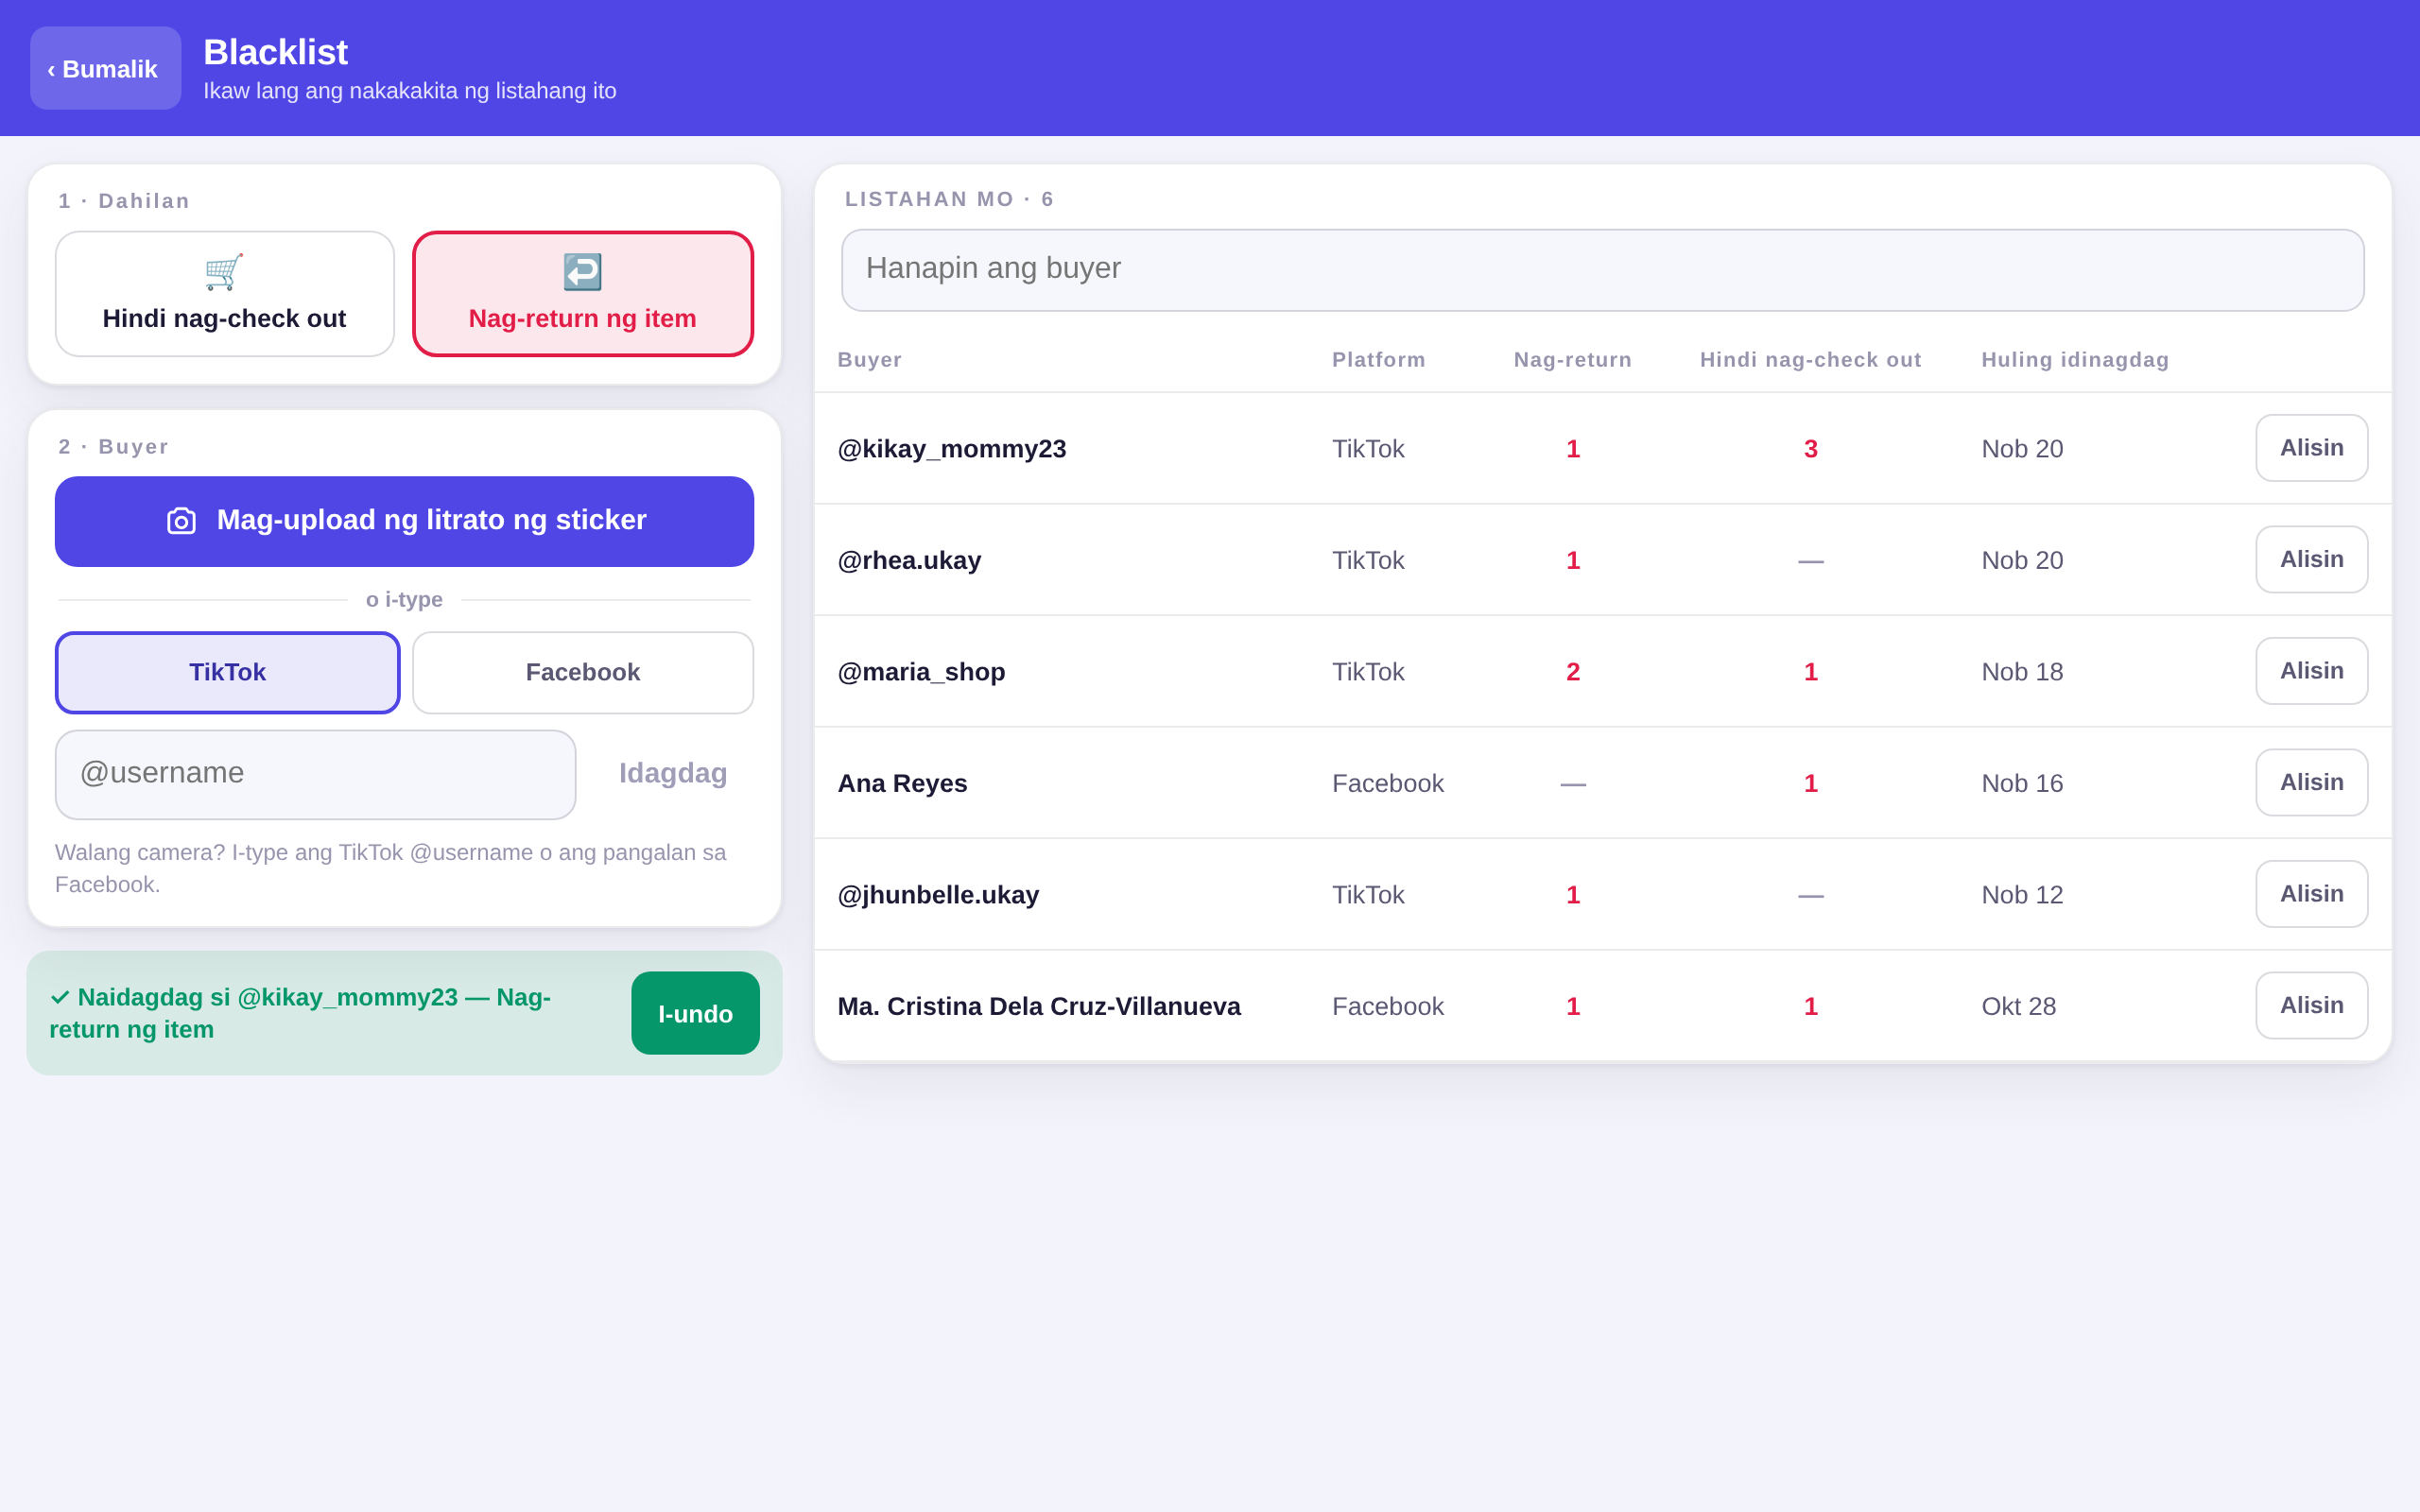 ‹ Bumalik
Blacklist
Ikaw lang ang nakakakita ng listahang ito
1 · Dahilan
Hindi nag-check out
Nag-return ng item
2 · Buyer
Mag-upload ng litrato ng sticker
o i-type
TikTok
Facebook
@username
Idagdag
Walang camera? I-type ang TikTok @username o ang pangalan sa
Facebook.
✓ Naidagdag si @kikay_mommy23 — Nag-
return ng item
I-undo
LISTAHAN MO · 6
Hanapin ang buyer
Buyer Platform Nag-return Hindi nag-check out Huling idinagdag
@kikay_mommy23 TikTok 1 3 Nob 20 Alisin
@rhea.ukay TikTok 1 — Nob 20 Alisin
@maria_shop TikTok 2 1 Nob 18 Alisin
Ana Reyes Facebook — 1 Nob 16 Alisin
@jhunbelle.ukay TikTok 1 — Nob 12 Alisin
Ma. Cristina Dela Cruz-Villanueva Facebook 1 1 Okt 28 Alisin